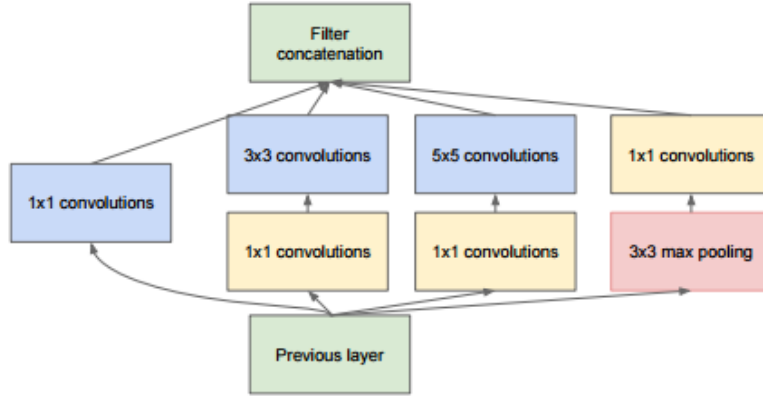 Filter
concatenation
3x3 convolutions
5x5 convolutions
1x1 convolutions
1x1 convolutions
1x1 convolutions
1x1 convolutions
3x3 max pooling
Previous layer